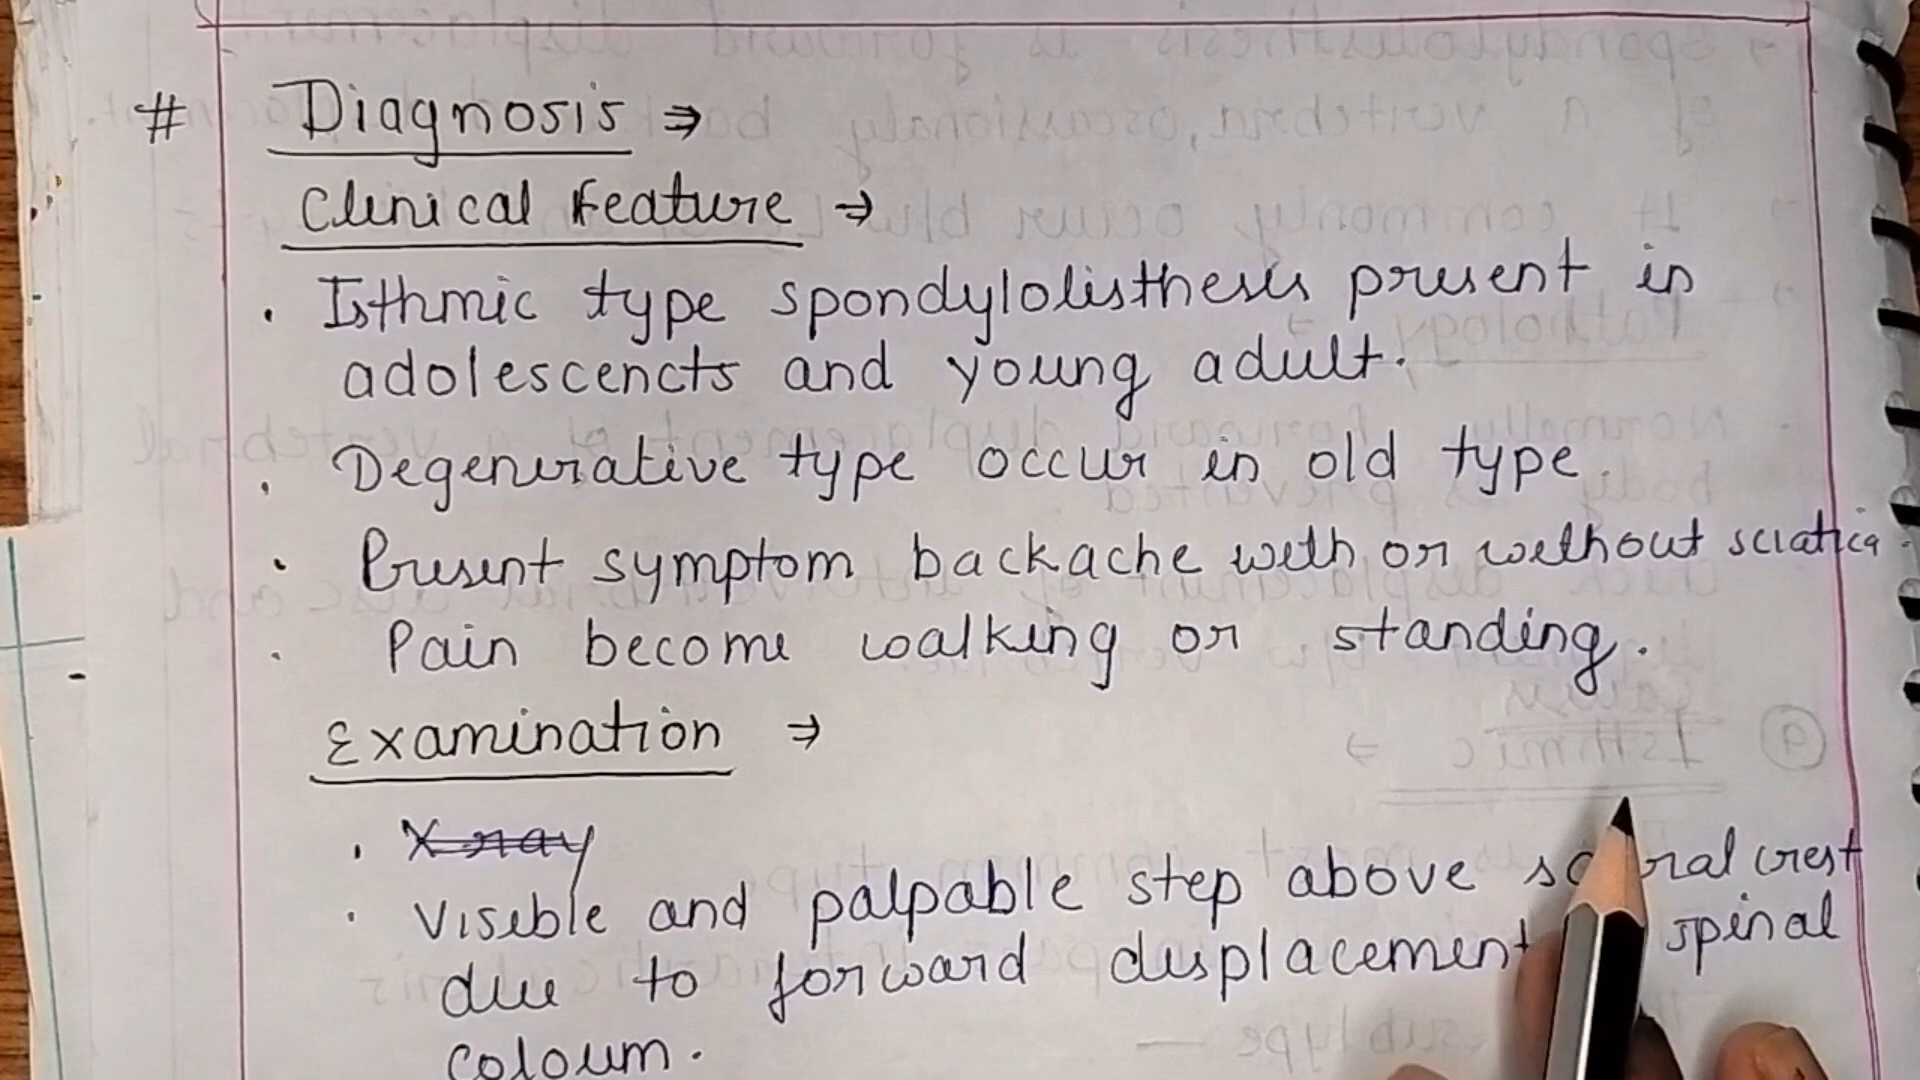 # Diagnosis ⇒
Clinical Feature →
. Isthmic type spondylolisthesis present in
adolescencts and young adult.
. Degenerative type occur in old type.
. Present symptom backache with or without sciatica.
. Pain become walking or standing.
Examination ⇒
. X-ray
. Visible and palpable step above crest
due to forward displacement spinal
coloum.